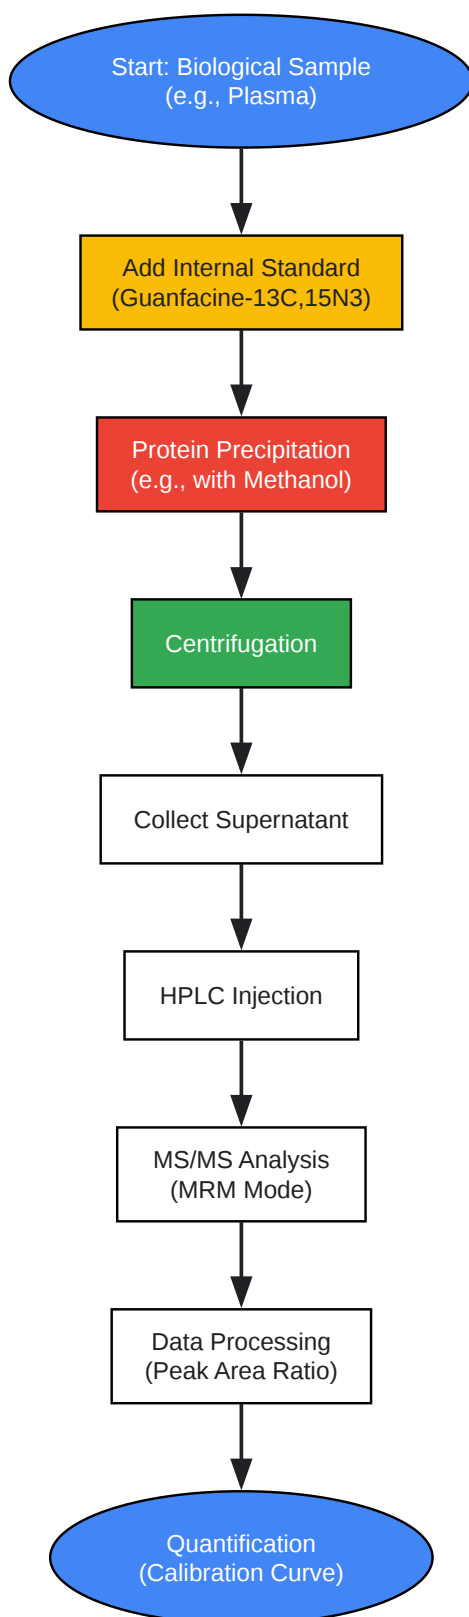 Start: Biological Sample
(e.g., Plasma)
Add Internal Standard
(Guanfacine-13C,15N3)
Protein Precipitation
(e.g., with Methanol)
Centrifugation
Collect Supernatant
HPLC Injection
MS/MS Analysis
(MRM Mode)
Data Processing
(Peak Area Ratio)
Quantification
(Calibration Curve)